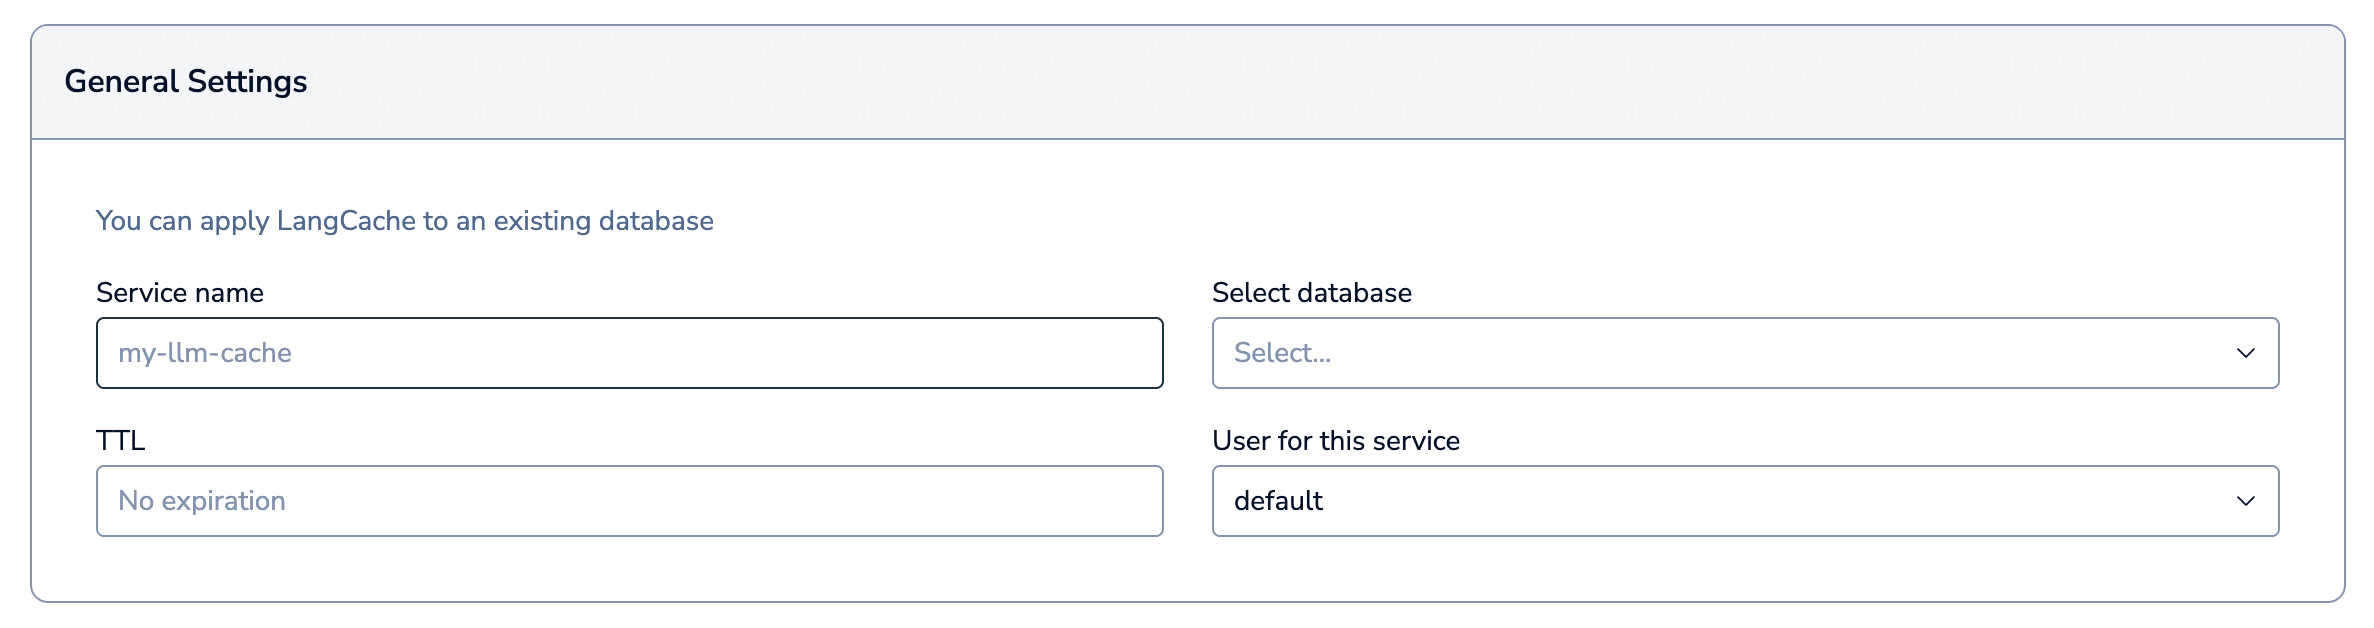 General Settings
You can apply LangCache to an existing database
Service name
my-llm-cache
Select database
Select...
TTL
No expiration
User for this service
default